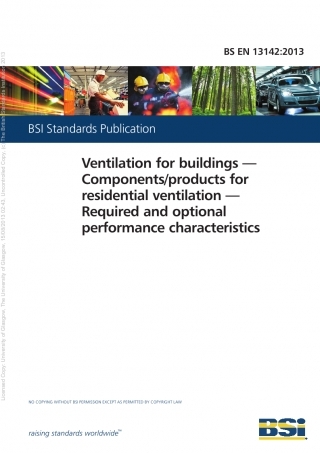 BS EN 13142:2013
BSI Standards Publication
Ventilation for buildings —
Components/products for
residential ventilation —
Required and optional
performance characteristics
NO COPYING WITHOUT BSI PERMISSION EXCEPT AS PERMITTED BY COPYRIGHT LAW
raising standards worldwide™
BSi